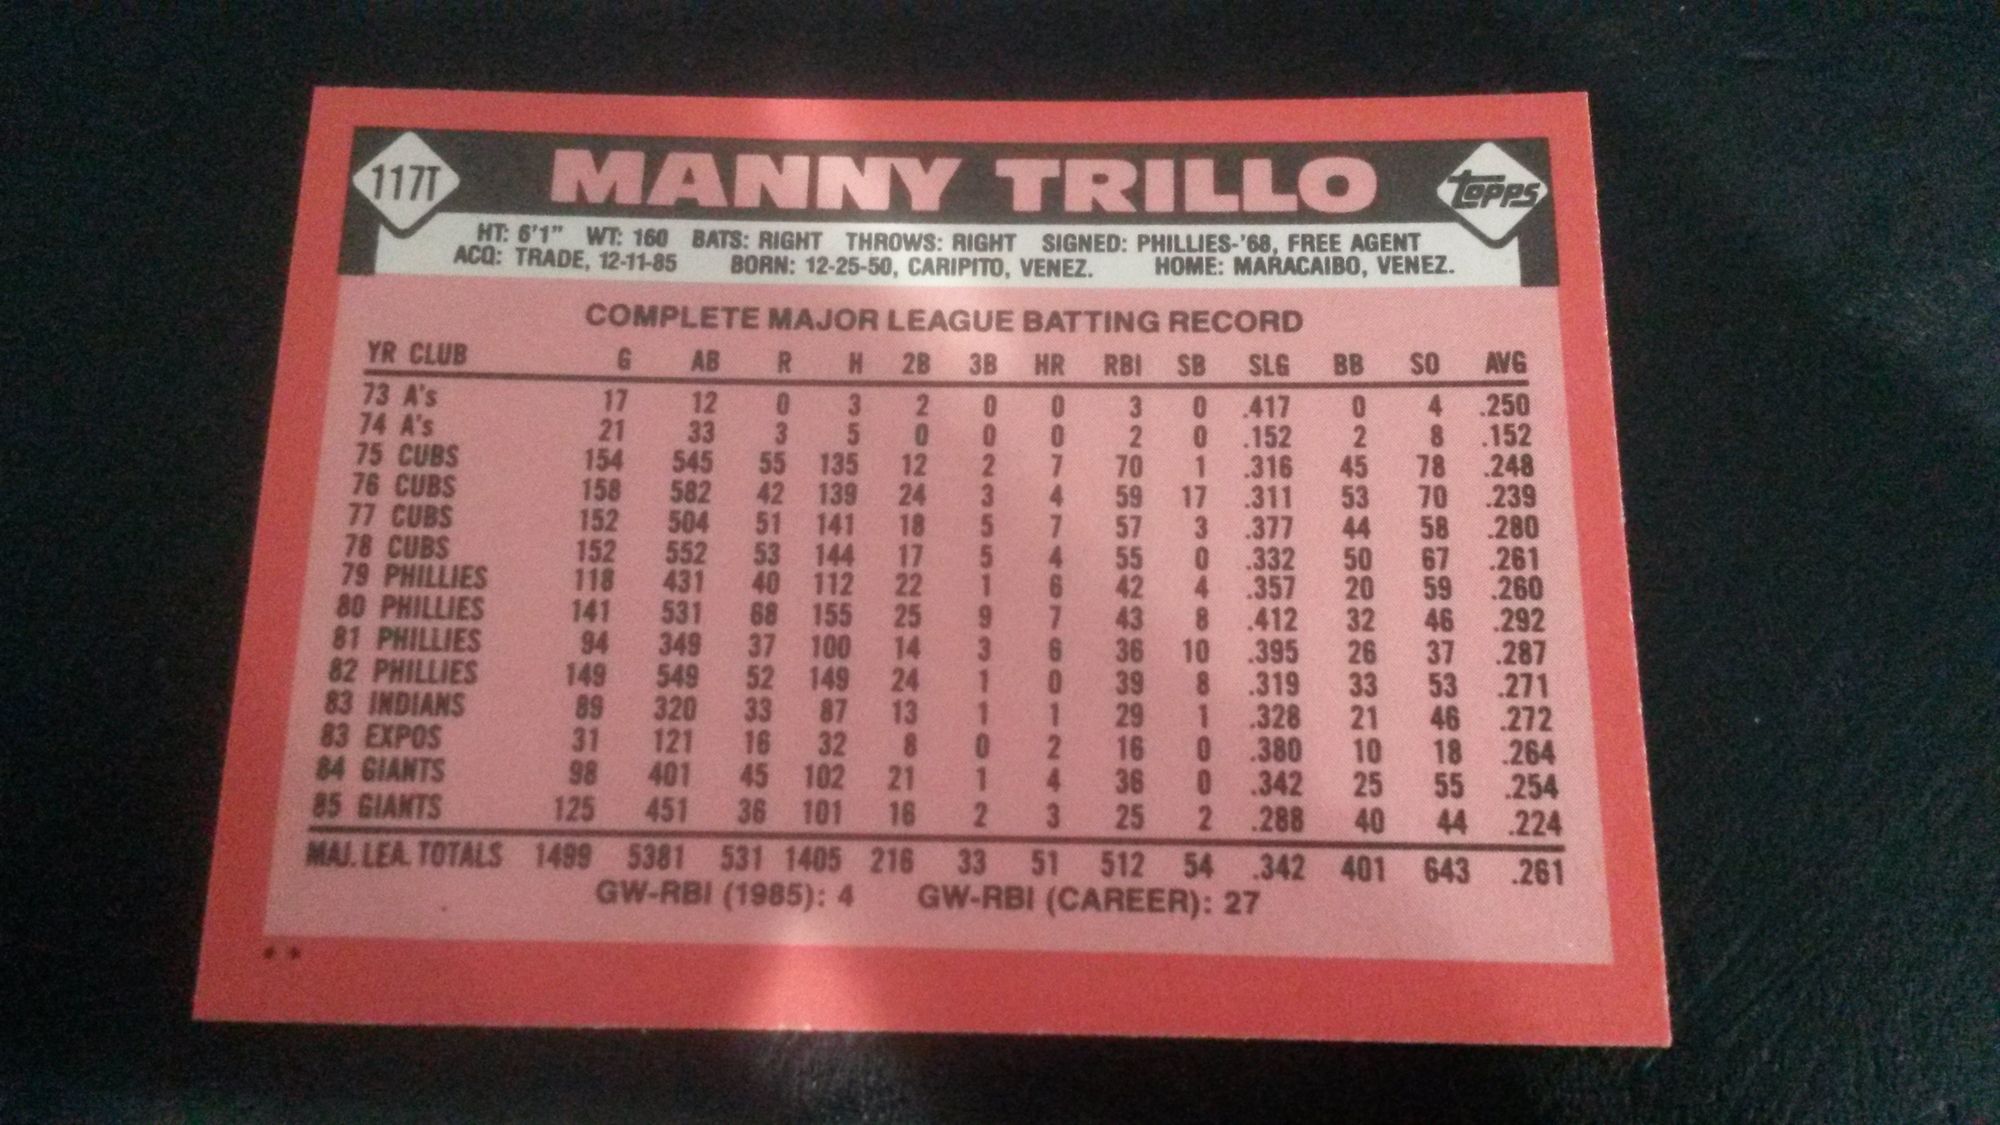 117T MANNY TRILLO TOPPS
HT: 6'1" WT: 160 BATS: RIGHT THROWS: RIGHT SIGNED: PHILLIES-'68, FREE AGENT
ACQ: TRADE, 12-11-85 BORN: 12-25-50, CARIPITO, VENEZ. HOME: MARACAIBO, VENEZ.
COMPLETE MAJOR LEAGUE BATTING RECORD
YR CLUB G AB R H 2B 3B HR RBI SB SLG BB SO AVG
73 A's 17 12 0 3 2 0 0 3 0 .417 0 4 .250
74 A's 21 33 3 5 0 0 0 2 0 .152 2 8 .152
75 CUBS 154 545 55 135 12 2 7 70 1 .316 45 78 .248
76 CUBS 158 582 42 139 24 3 4 59 17 .311 53 70 .239
77 CUBS 152 504 51 141 18 5 7 57 3 .377 44 58 .280
78 CUBS 152 552 53 144 17 5 4 55 0 .332 50 67 .261
79 PHILLIES 118 431 40 112 22 1 6 42 4 .357 20 59 .260
80 PHILLIES 141 531 68 155 25 9 7 43 8 .412 32 46 .292
81 PHILLIES 94 349 37 100 14 3 6 36 10 .395 26 37 .287
82 PHILLIES 149 549 52 149 24 1 0 39 8 .319 33 53 .271
83 INDIANS 89 320 33 87 13 1 1 29 1 .328 21 46 .272
83 EXPOS 31 121 16 32 8 0 2 16 0 .380 10 18 .264
84 GIANTS 98 401 45 102 21 1 4 36 0 .342 25 55 .254
85 GIANTS 125 451 36 101 16 2 3 25 2 .288 40 44 .224
MAJ. LEA. TOTALS 1499 5381 531 1405 216 33 51 512 54 .342 401 643 .261
GW-RBI (1985): 4 GW-RBI (CAREER): 27
* *